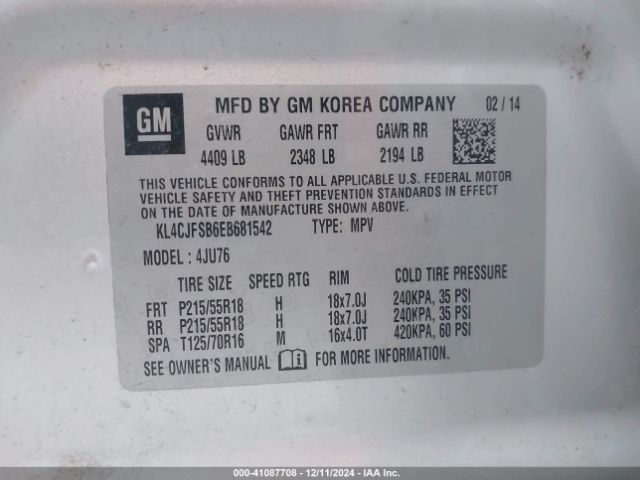 GM
MFD BY GM KOREA COMPANY 02 / 14
GVWR GAWR FRT GAWR RR
4409 LB 2348 LB 2194 LB
THIS VEHICLE CONFORMS TO ALL APPLICABLE U.S. FEDERAL MOTOR
VEHICLE SAFETY AND THEFT PREVENTION STANDARDS IN EFFECT
ON THE DATE OF MANUFACTURE SHOWN ABOVE.
KL4CJFSB6EB681542 TYPE: MPV
MODEL : 4JU76
TIRE SIZE SPEED RTG RIM COLD TIRE PRESSURE
FRT P215/55R18 H 18x7.0J 240KPA, 35 PSI
RR P215/55R18 H 18x7.0J 240KPA, 35 PSI
SPA T125/70R16 M 16x4.0T 420KPA, 60 PSI
SEE OWNER'S MANUAL FOR MORE INFORMATION.
000-41087708 - 12/11/2024 - IAA Inc.